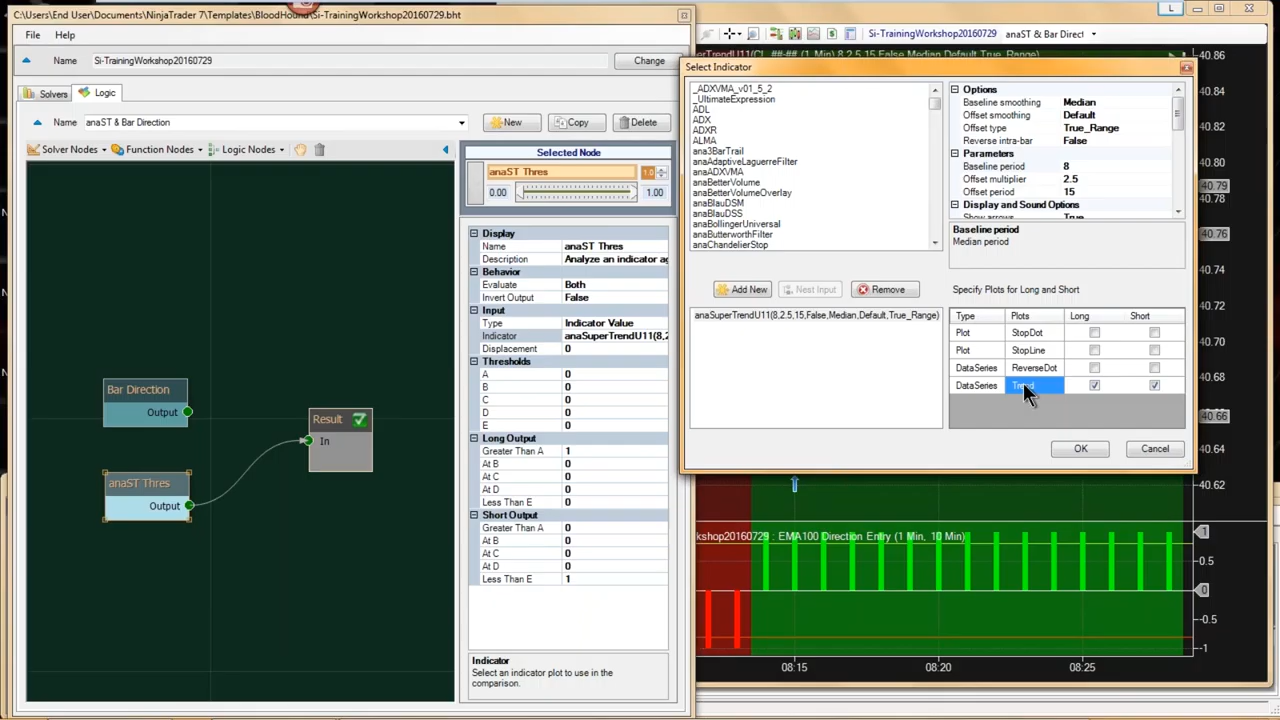 C:\Users\End User\Documents\NinjaTrader 7\Templates\BloodHound\Si-TrainingWorkshop20160729.bht
File Help
Name Si-TrainingWorkshop20160729 Change
Solvers Logic
Name anaST & Bar Direction New Copy Delete
Solver Nodes Function Nodes Logic Nodes
Bar Direction
Output
anaST Thres
Output
Result
In
Selected Node
anaST Thres 1.0
0.00 1.00
Display
Name anaST Thres
Description Analyze an indicator ag
Behavior
Evaluate Both
Invert Output False
Input
Type Indicator Value
Indicator anaSuperTrendU11(8,2
Displacement 0
Thresholds
A 0
B 0
C 0
D 0
E 0
Long Output
Greater Than A 1
At B 0
At C 0
At D 0
Less Than E 0
Short Output
Greater Than A 0
At B 0
At C 0
At D 0
Less Than E 1
Indicator
Select an indicator plot to use in the
comparison.
L
Si-TrainingWorkshop20160729 anaST & Bar Direct
Select Indicator
_ADXVMA_v01_5_2
_UltimateExpression
ADL
ADX
ADXR
ALMA
ana3BarTrail
anaAdaptiveLaguerreFilter
anaADXVMA
anaBetterVolume
anaBetterVolumeOverlay
anaBlauDSM
anaBlauDSS
anaBollingerUniversal
anaButterworthFilter
anaChandelierStop
Options
Baseline smoothing Median
Offset smoothing Default
Offset type True_Range
Reverse intra-bar False
Parameters
Baseline period 8
Offset multiplier 2.5
Offset period 15
Display and Sound Options
Show arrows True
Baseline period
Median period
Add New Nest Input Remove
Specify Plots for Long and Short
anaSuperTrendU11(8,2.5,15,False,Median,Default,True_Range)
Type Plots Long Short
Plot StopDot
Plot StopLine
DataSeries ReverseDot
DataSeries Trend
OK Cancel
40.86
40.84
40.82
40.80
40.79
40.78
40.76
40.74
40.72
40.70
40.68
40.66
40.64
40.62
kshop20160729 : EMA100 Direction Entry (1 Min, 10 Min)
1
0.5
0
-0.5
-1
08:15 08:20 08:25